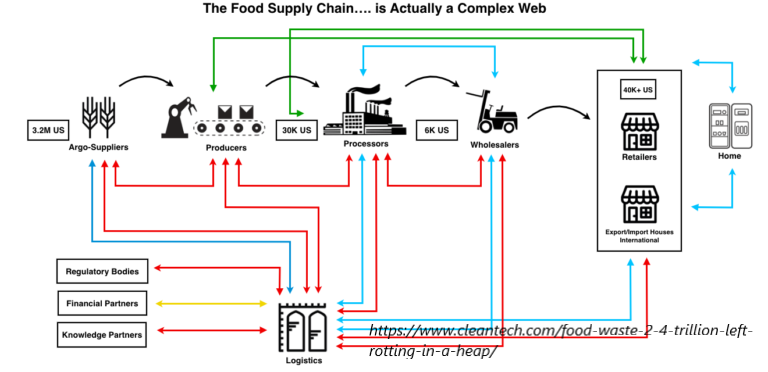 The Food Supply Chain…. is Actually a Complex Web
3.2M US
Argo-Suppliers
Producers
30K US
Processors
6K US
Wholesalers
40K+ US
Retailers
Export/Import Houses
International
Home
Regulatory Bodies
Financial Partners
Knowledge Partners
Logistics
https://www.cleantech.com/food-waste-2-4-trillion-left-
rotting-in-a-heap/